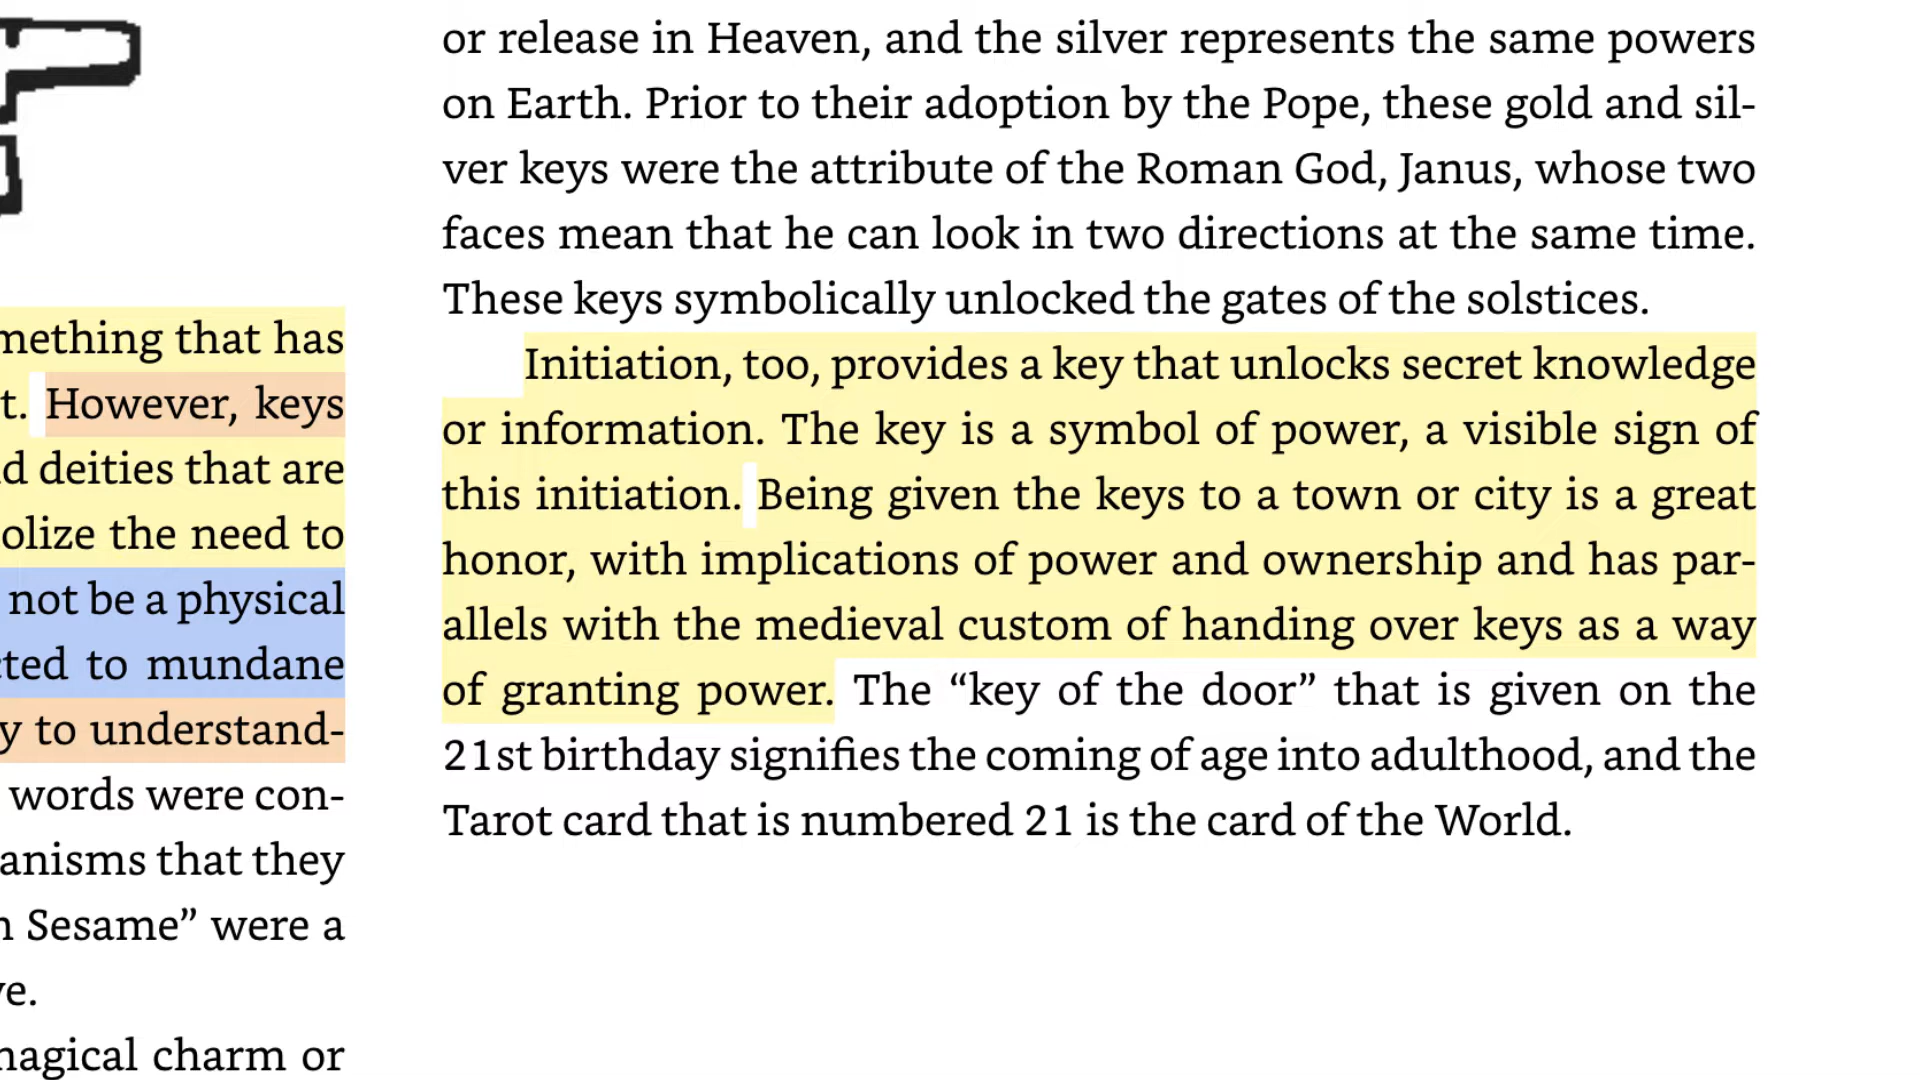 mething that has
t. However, keys
d deities that are
olize the need to
not be a physical
cted to mundane
y to understand-
words were con-
anisms that they
n Sesame” were a
ve.
magical charm or
or release in Heaven, and the silver represents the same powers
on Earth. Prior to their adoption by the Pope, these gold and sil-
ver keys were the attribute of the Roman God, Janus, whose two
faces mean that he can look in two directions at the same time.
These keys symbolically unlocked the gates of the solstices.
Initiation, too, provides a key that unlocks secret knowledge
or information. The key is a symbol of power, a visible sign of
this initiation. Being given the keys to a town or city is a great
honor, with implications of power and ownership and has par-
allels with the medieval custom of handing over keys as a way
of granting power. The “key of the door” that is given on the
21st birthday signifies the coming of age into adulthood, and the
Tarot card that is numbered 21 is the card of the World.